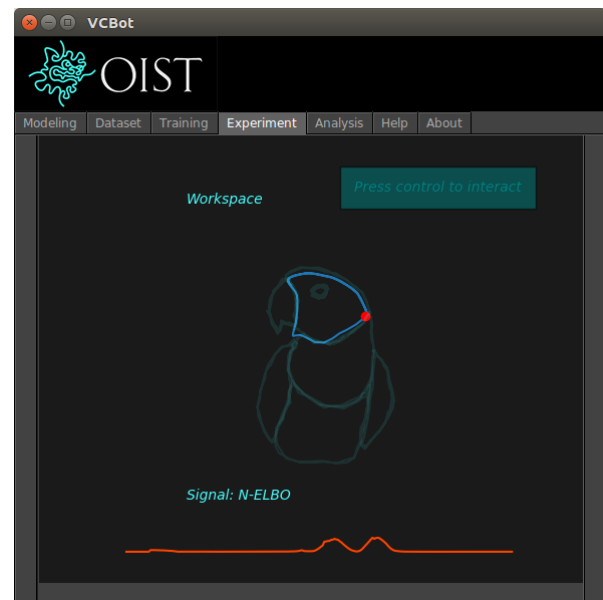 VCBot
OIST
Modeling Dataset Training Experiment Analysis Help About
Press control to interact
Workspace
Signal: N-ELBO